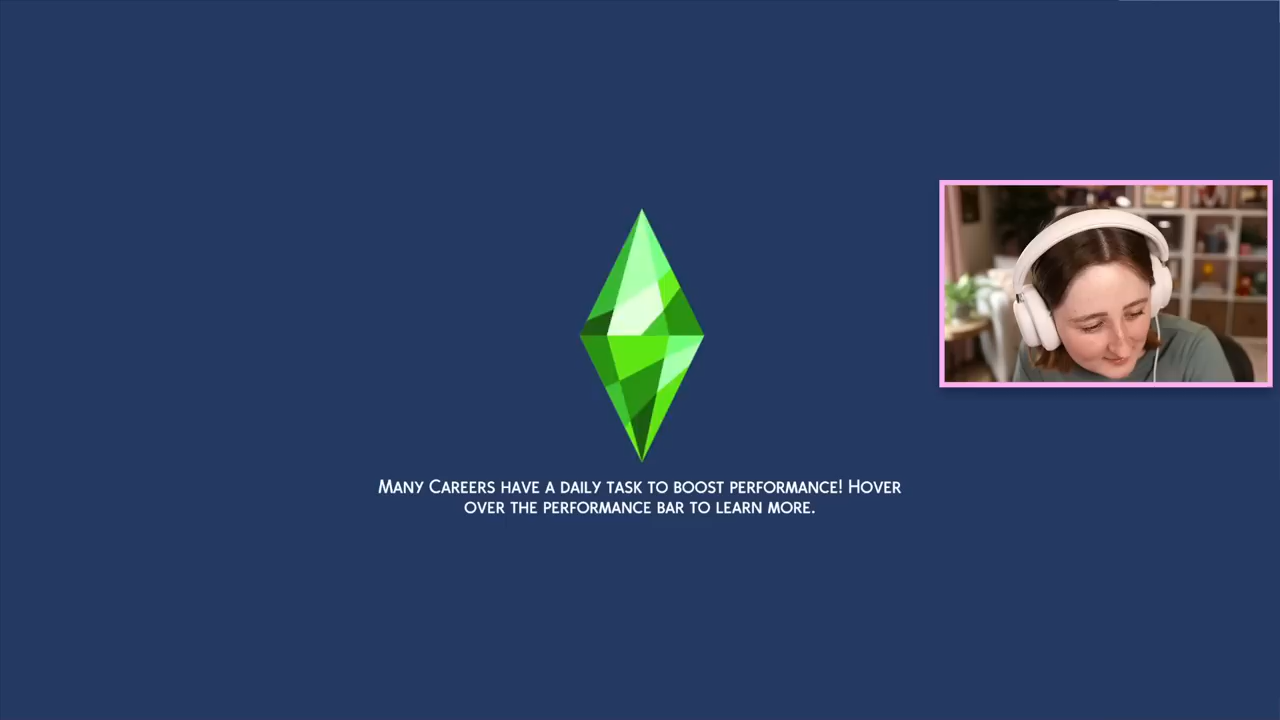 Many Careers have a daily task to boost performance! Hover
over the performance bar to learn more.